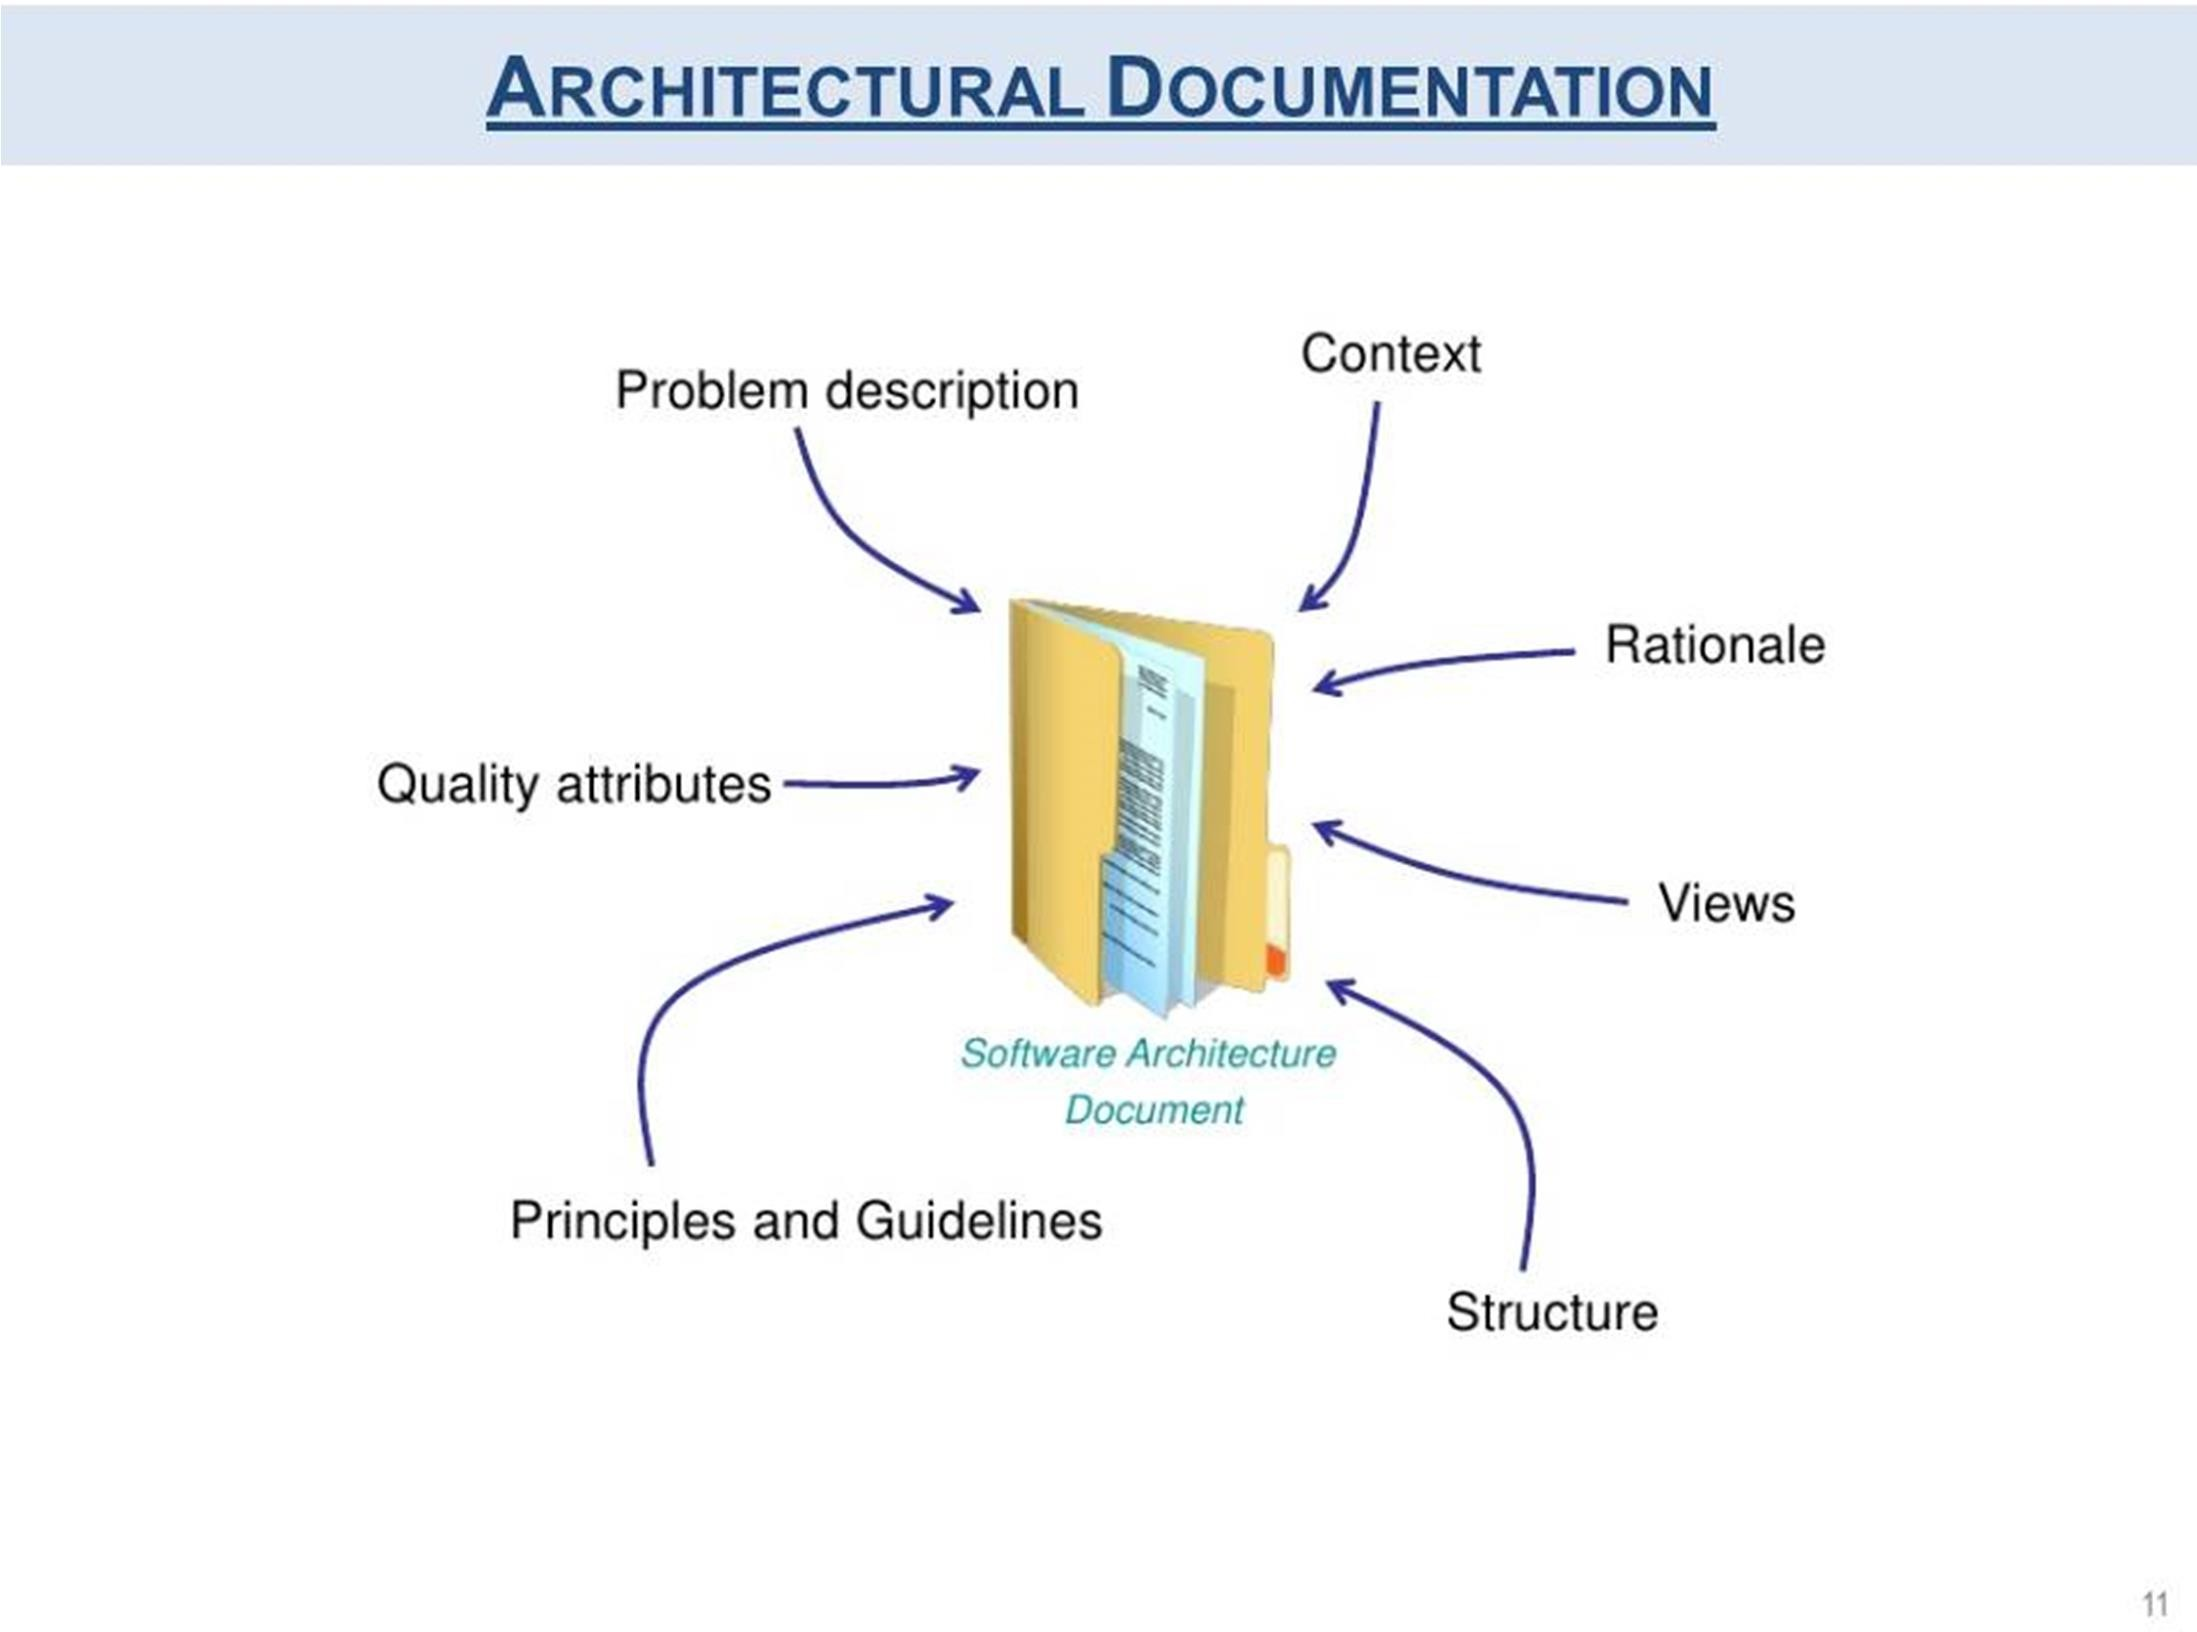 ARCHITECTURAL DOCUMENTATION
Context
Problem description
Rationale
Quality attributes
Views
Software Architecture
Document
Principles and Guidelines
Structure
11